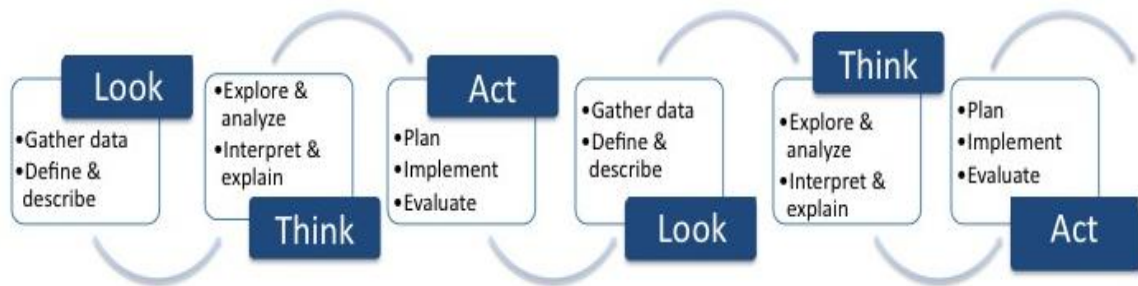 Look
•Gather data
•Define &
describe
•Explore &
analyze
•Interpret &
explain
Think
Act
•Plan
•Implement
•Evaluate
•Gather data
•Define &
describe
Look
Think
•Explore &
analyze
•Interpret &
explain
•Plan
•Implement
•Evaluate
Act